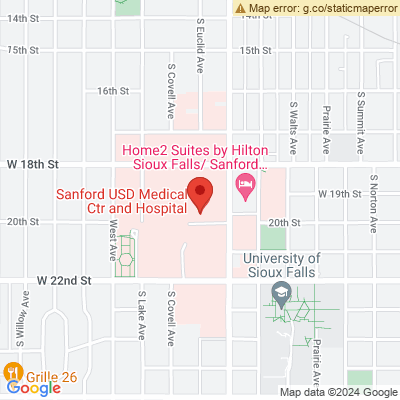 Map error: g.co/staticmaperror
14th St
14th St
15th St
S Euclid Ave
S Covell Ave
16th St
S Walts Ave
Prairie Ave
S Summit Ave
Home2 Suites by Hilton
Sioux Falls/ Sanford...
W 18th St
S Norton Ave
W 19th St
Sanford USD Medical
Ctr and Hospital
20th St
20th St
West Ave
University of
Sioux Falls
W 22nd St
S Willow Ave
S Lake Ave
S Covell Ave
Prairie Ave
Grille 26
Google
Map data ©2024 Google